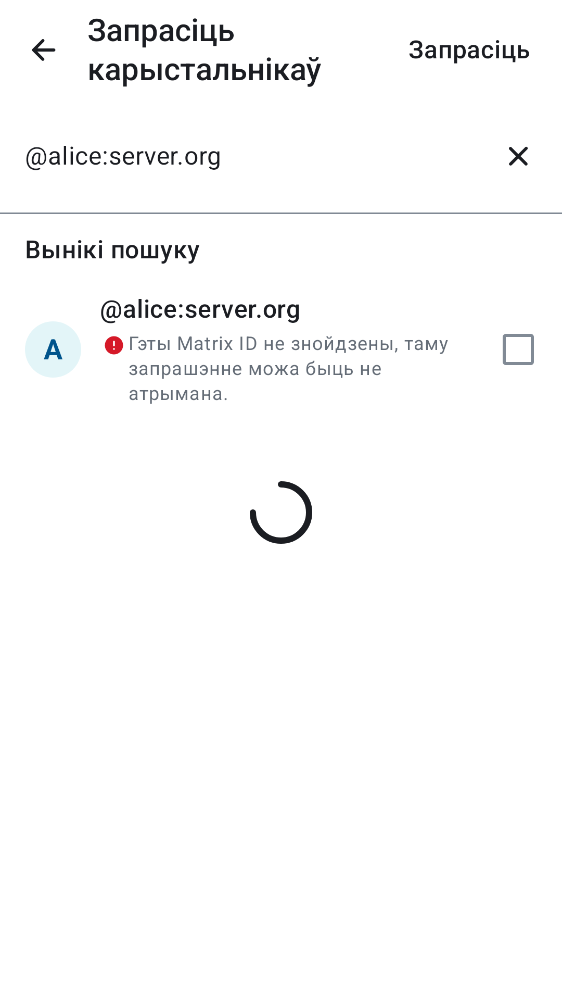 Запрасіць
карыстальнікаў
Запрасіць
@alice:server.org
Вынікі пошуку
A
@alice:server.org
Гэты Matrix ID не знойдзены, таму
запрашэнне можа быць не
атрымана.